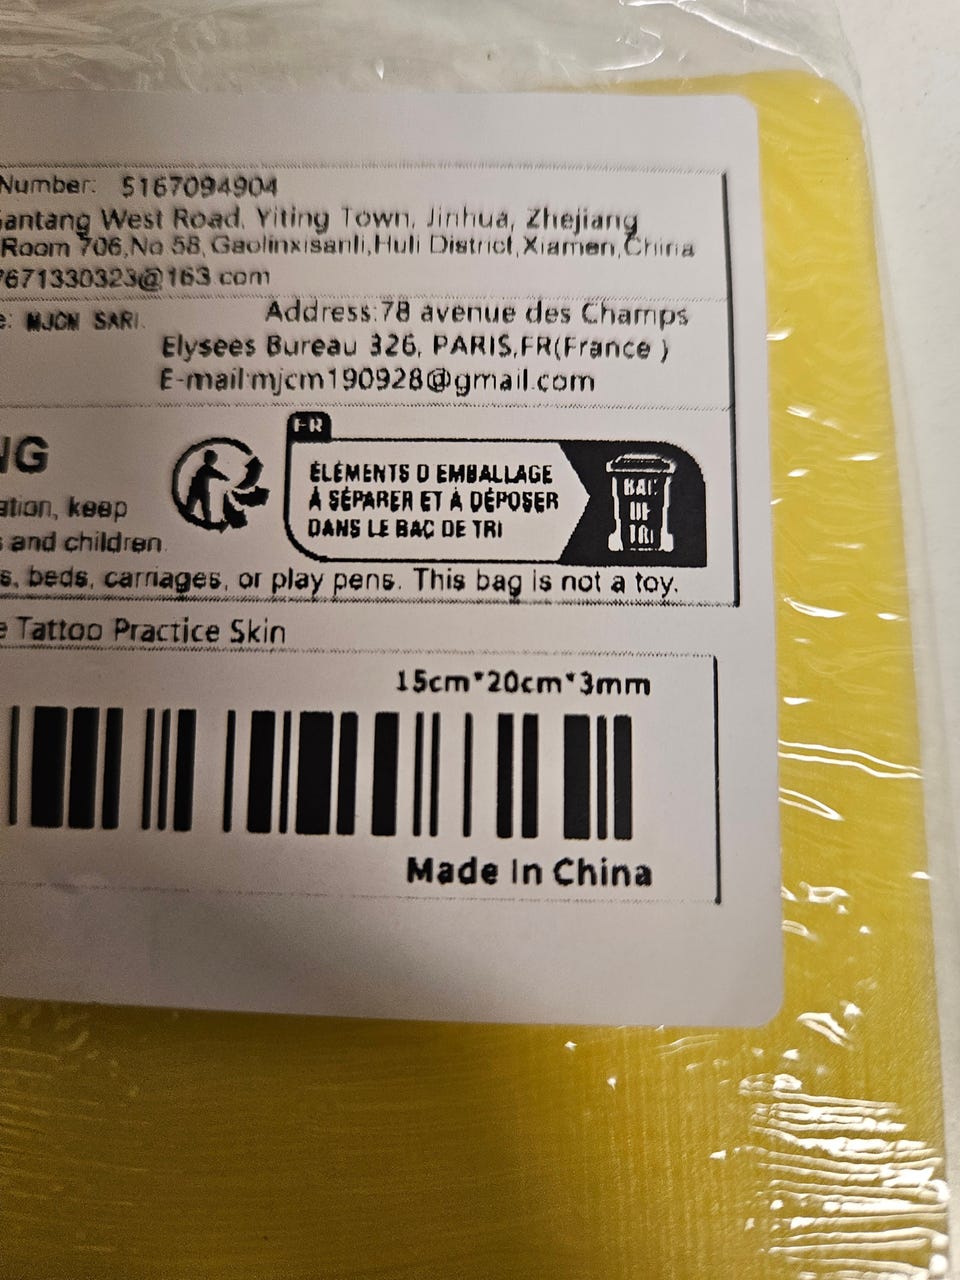 Number: 5167094904
antang West Road, Yiting Town, Jinhua, Zhejiang
Room 706,No 58,Gaolinxisanli,Huli District,Xiamen,China
7671330323@163.com
e: MJCM SARL
Address:78 avenue des Champs
Elysees Bureau 326, PARIS,FR(France )
E-mail:mjcm190928@gmail.com
FR
NG
ÉLÉMENTS D EMBALLAGE
À SÉPARER ET À DÉPOSER
DANS LE BAC DE TRI
BAC
DE
TRI
ation, keep
s and children.
s, beds, carriages, or play pens. This bag is not a toy.
e Tattoo Practice Skin
15cm*20cm*3mm
Made In China